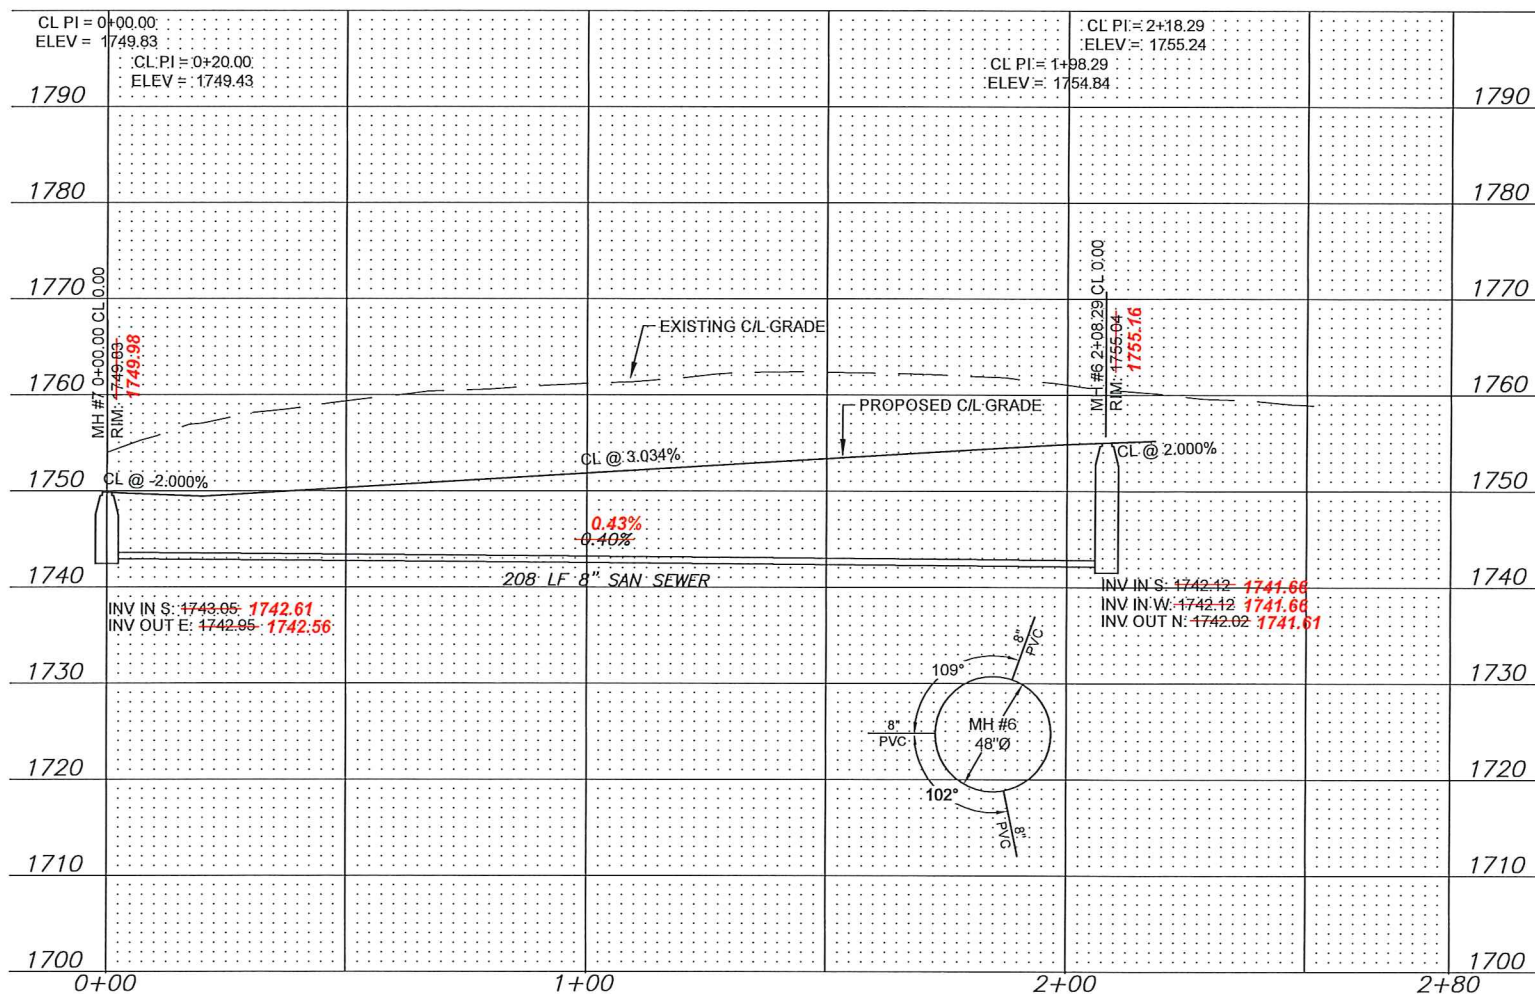 CL PI = 0+00.00
ELEV = 1749.83
CL PI = 0+20.00
ELEV = 1749.43
CL PI = 2+18.29
ELEV = 1755.24
CL PI = 1+98.29
ELEV = 1754.84
1790
1790
1780
1780
1770
1770
1760
1760
1750
1750
1740
1740
1730
1730
1720
1720
1710
1710
1700
1700
MH #7 0+00.00 CL 0.00
RIM: 1749.83
1749.98
MH #6 2+08.29 CL 0.00
RIM: 1755.04
1755.16
EXISTING C/L GRADE
PROPOSED C/L GRADE
CL @ -2.000%
CL @ 3.034%
CL @ 2.000%
0.43%
0.40%
208 LF 8" SAN SEWER
INV IN S: 1743.05 1742.61
INV OUT E: 1742.95 1742.56
INV IN S: 1742.12 1741.66
INV IN W: 1742.12 1741.66
INV OUT N: 1742.02 1741.61
8"
PVC
109°
8"
PVC
MH #6
48"Ø
102°
8"
PVC
0+00
1+00
2+00
2+80